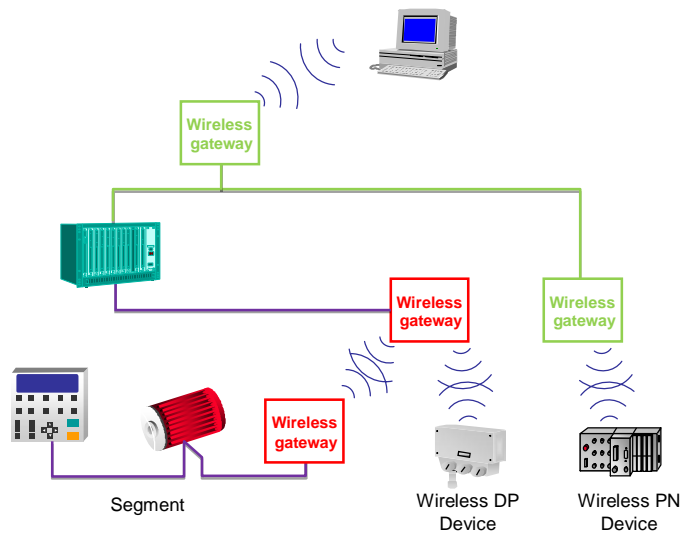 Wireless
gateway
Wireless
gateway
Wireless
gateway
Wireless
gateway
Segment
Wireless DP
Device
Wireless PN
Device